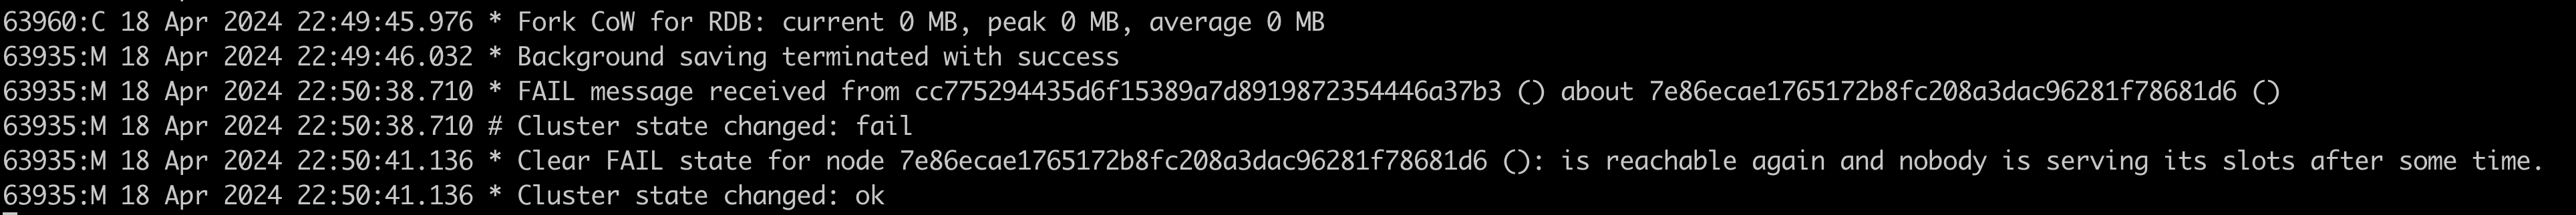 63960:C 18 Apr 2024 22:49:45.976 * Fork CoW for RDB: current 0 MB, peak 0 MB, average 0 MB
63935:M 18 Apr 2024 22:49:46.032 * Background saving terminated with success
63935:M 18 Apr 2024 22:50:38.710 * FAIL message received from cc775294435d6f15389a7d8919872354446a37b3 () about 7e86ecae1765172b8fc208a3dac96281f78681d6 ()
63935:M 18 Apr 2024 22:50:38.710 # Cluster state changed: fail
63935:M 18 Apr 2024 22:50:41.136 * Clear FAIL state for node 7e86ecae1765172b8fc208a3dac96281f78681d6 (): is reachable again and nobody is serving its slots after some time.
63935:M 18 Apr 2024 22:50:41.136 * Cluster state changed: ok